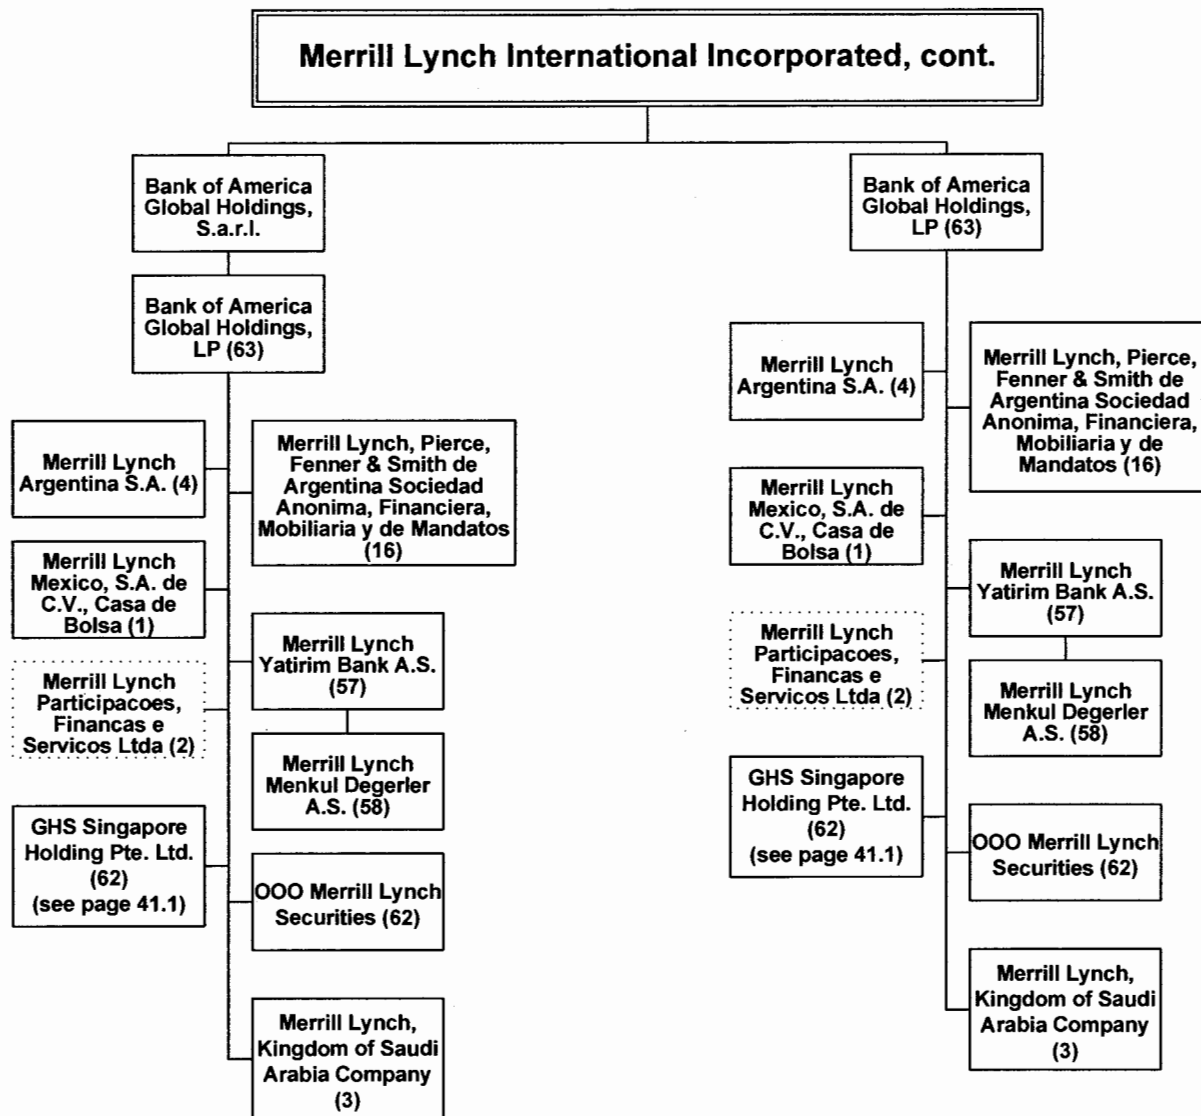 Merrill Lynch International Incorporated, cont.
Bank of America
Global Holdings,
S.a.r.l.
Bank of America
Global Holdings,
LP (63)
Merrill Lynch
Argentina S.A. (4)
Merrill Lynch, Pierce,
Fenner & Smith de
Argentina Sociedad
Anonima, Financiera,
Mobiliaria y de Mandatos
(16)
Merrill Lynch
Mexico, S.A. de
C.V., Casa de
Bolsa (1)
Merrill Lynch
Yatirim Bank A.S.
(57)
Merrill Lynch
Participacoes,
Financas e
Servicos Ltda (2)
Merrill Lynch
Menkul Degerler
A.S. (58)
GHS Singapore
Holding Pte. Ltd.
(62)
(see page 41.1)
OOO Merrill Lynch
Securities (62)
Merrill Lynch,
Kingdom of Saudi
Arabia Company
(3)
Bank of America
Global Holdings,
LP (63)
Merrill Lynch
Argentina S.A. (4)
Merrill Lynch, Pierce,
Fenner & Smith de
Argentina Sociedad
Anonima, Financiera,
Mobiliaria y de
Mandatos (16)
Merrill Lynch
Mexico, S.A. de
C.V., Casa de
Bolsa (1)
Merrill Lynch
Yatirim Bank A.S.
(57)
Merrill Lynch
Participacoes,
Financas e
Servicos Ltda (2)
Merrill Lynch
Menkul Degerler
A.S. (58)
GHS Singapore
Holding Pte. Ltd.
(62)
(see page 41.1)
OOO Merrill Lynch
Securities (62)
Merrill Lynch,
Kingdom of Saudi
Arabia Company
(3)